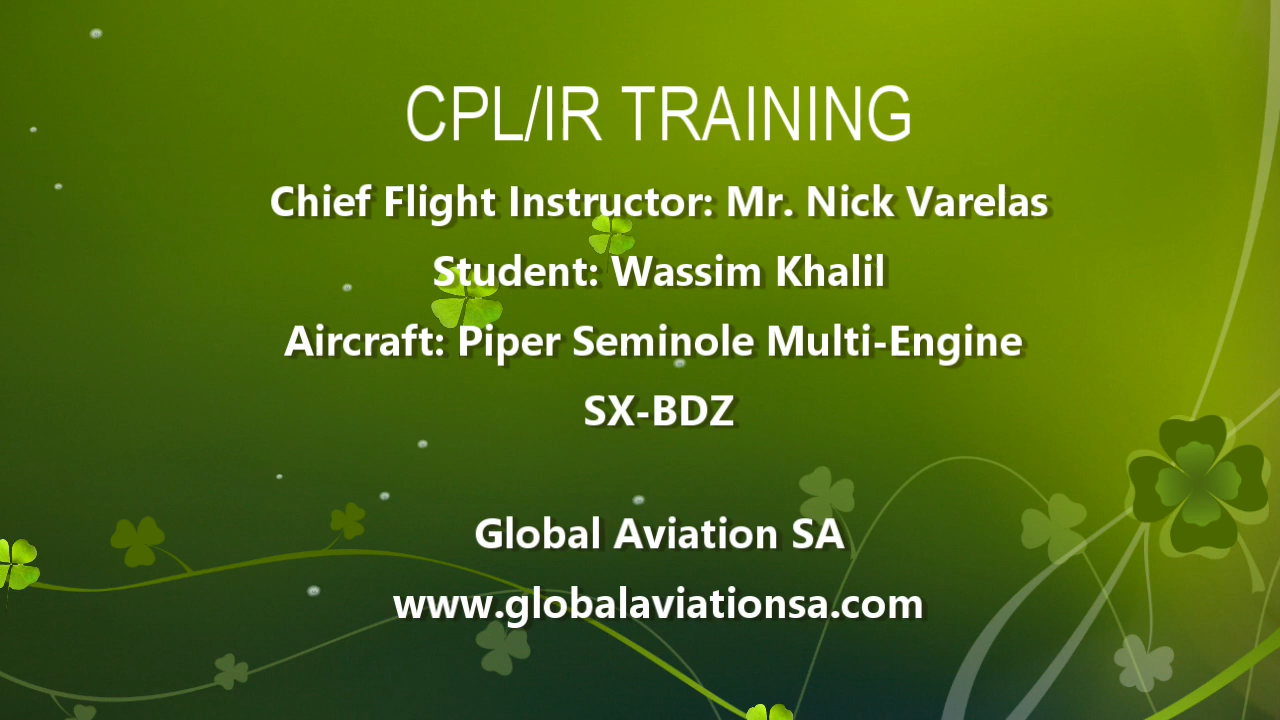 CPL/IR TRAINING
Chief Flight Instructor: Mr. Nick Varelas
Student: Wassim Khalil
Aircraft: Piper Seminole Multi-Engine
SX-BDZ
Global Aviation SA
www.globalaviationsa.com